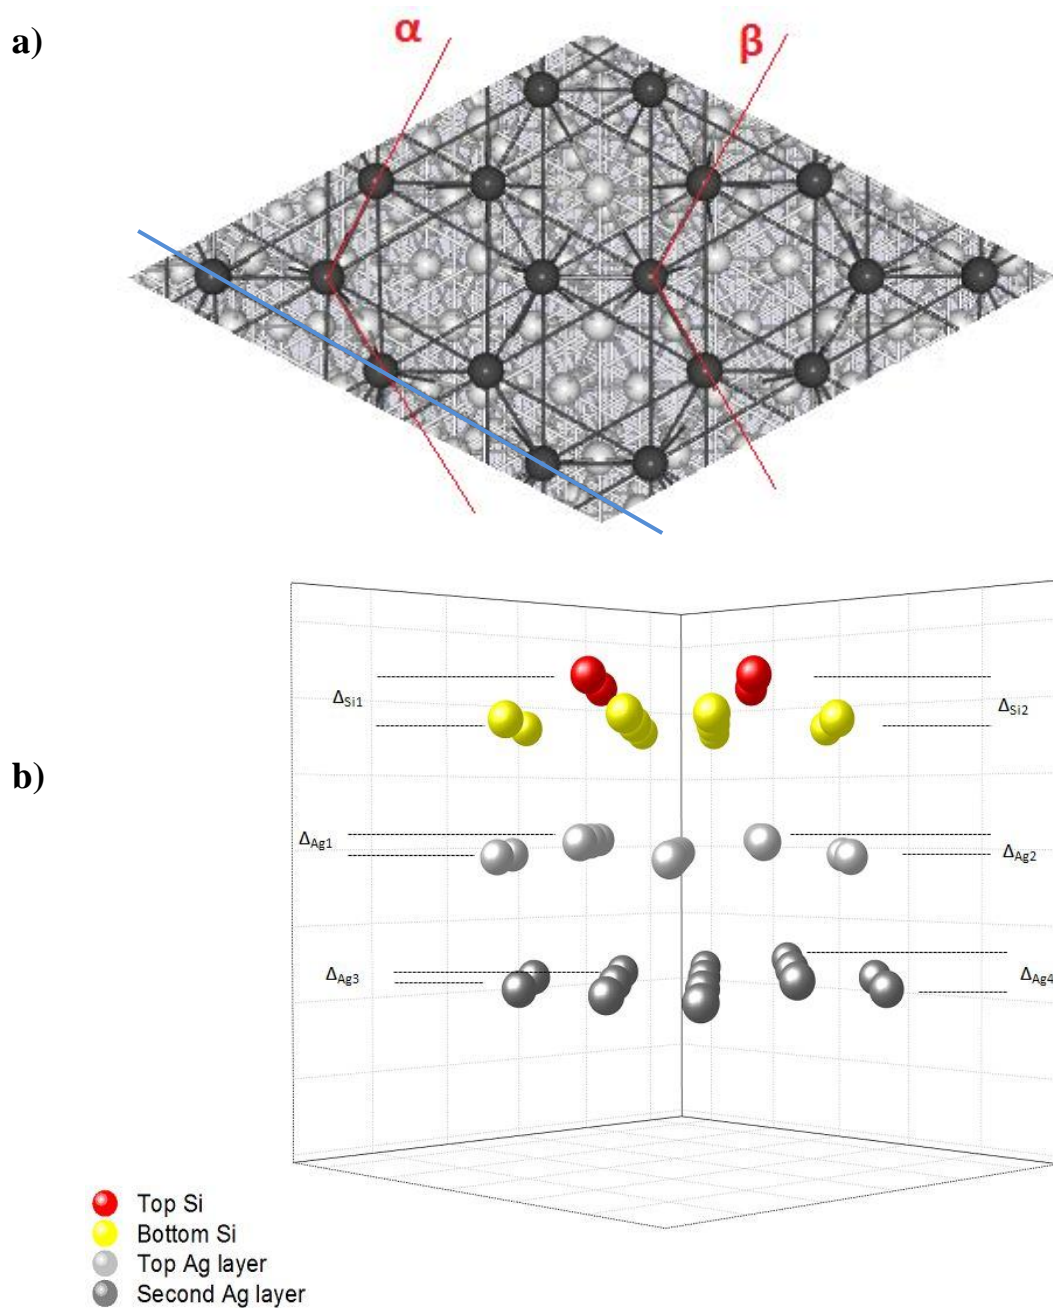 a)
α
β
b)
ΔSi1
ΔSi2
ΔAg1
ΔAg2
ΔAg3
ΔAg4
Top Si
Bottom Si
Top Ag layer
Second Ag layer